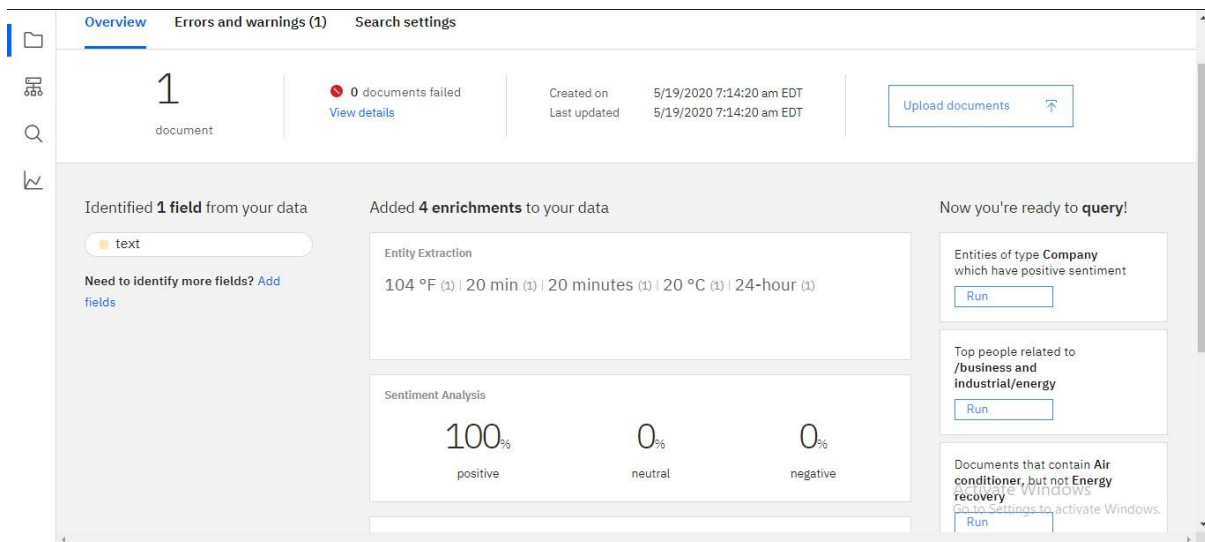 Overview Errors and warnings (1) Search settings
1
document
0 documents failed
View details
Created on 5/19/2020 7:14:20 am EDT
Last updated 5/19/2020 7:14:20 am EDT
Upload documents
Identified 1 field from your data
text
Need to identify more fields? Add
fields
Added 4 enrichments to your data
Entity Extraction
104 °F (1) | 20 min (1) | 20 minutes (1) | 20 °C (1) | 24-hour (1)
Sentiment Analysis
100% 0% 0%
positive neutral negative
Now you're ready to query!
Entities of type Company
which have positive sentiment
Run
Top people related to
/business and
industrial/energy
Run
Documents that contain Air
conditioner, but not Energy
recovery
Run
Activate Windows
Go to Settings to activate Windows.